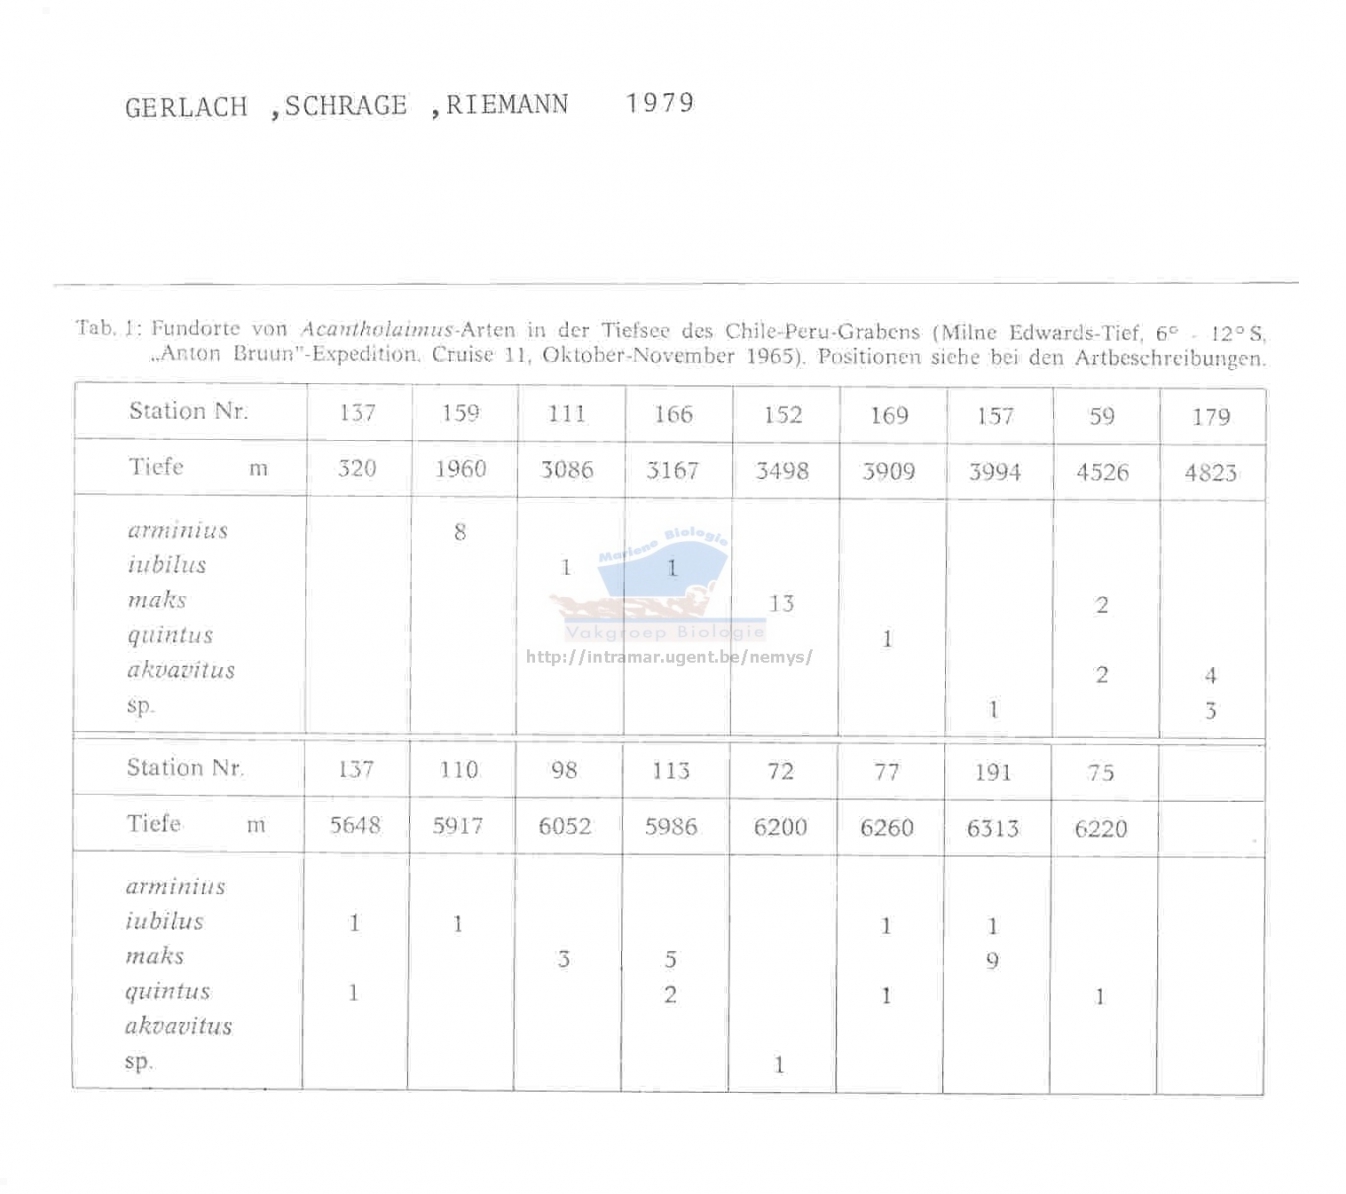 GERLACH ,SCHRAGE ,RIEMANN 1979
Tab. 1: Fundorte von Acantholaimus-Arten in der Tiefsee des Chile-Peru-Grabens (Milne Edwards-Tief, 6° - 12° S,
„Anton Bruun"-Expedition. Cruise 11, Oktober-November 1965). Positionen siehe bei den Artbeschreibungen.
Station Nr. 137 159 111 166 152 169 157 59 179
Tiefe m 320 1960 3086 3167 3498 3909 3994 4526 4823
arminius 8
iubilus 1 1
maks 13 2
quintus 1
akvavitus 2 4
sp. 1 3
Mariene Biologie
Vakgroep Biologie
http://intramar.ugent.be/nemys/
Station Nr. 137 110 98 113 72 77 191 75
Tiefe m 5648 5917 6052 5986 6200 6260 6313 6220
arminius
iubilus 1 1 1 1
maks 3 5 9
quintus 1 2 1 1
akvavitus
sp. 1